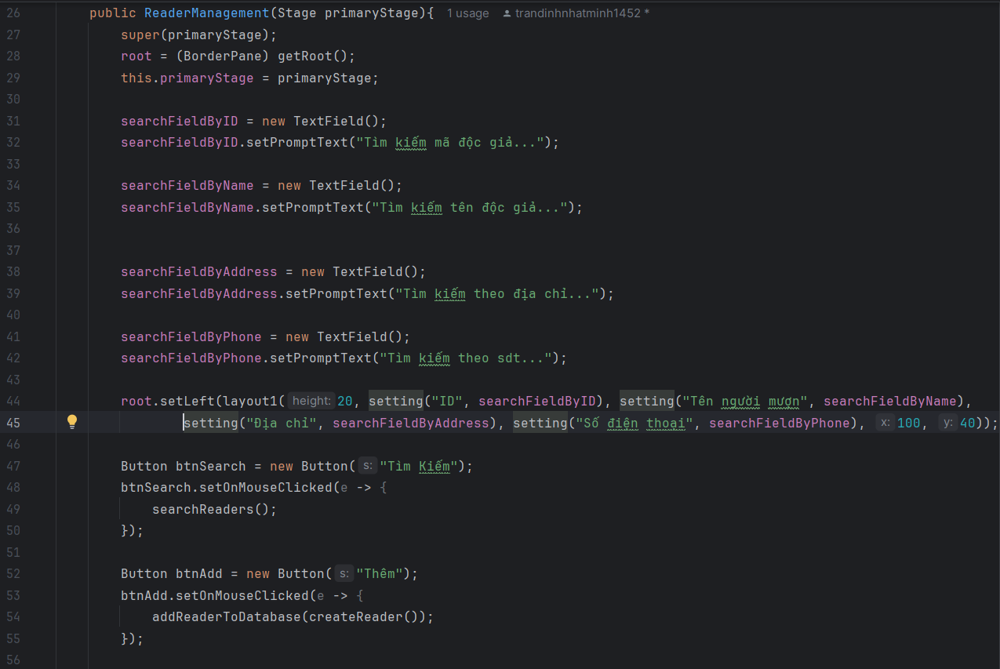 26 public ReaderManagement(Stage primaryStage){ 1 usage trandinhnhatminh1452 *
27 super(primaryStage);
28 root = (BorderPane) getRoot();
29 this.primaryStage = primaryStage;
30
31 searchFieldByID = new TextField();
32 searchFieldByID.setPromptText("Tìm kiếm mã độc giả...");
33
34 searchFieldByName = new TextField();
35 searchFieldByName.setPromptText("Tìm kiếm tên độc giả...");
36
37
38 searchFieldByAddress = new TextField();
39 searchFieldByAddress.setPromptText("Tìm kiếm theo địa chỉ...");
40
41 searchFieldByPhone = new TextField();
42 searchFieldByPhone.setPromptText("Tìm kiếm theo sdt...");
43
44 root.setLeft(layout1( height: 20, setting("ID", searchFieldByID), setting("Tên người mượn", searchFieldByName),
45 setting("Địa chỉ", searchFieldByAddress), setting("Số điện thoại", searchFieldByPhone), x: 100, y: 40));
46
47 Button btnSearch = new Button( s: "Tìm Kiếm");
48 btnSearch.setOnMouseClicked(e -> {
49 searchReaders();
50 });
51
52 Button btnAdd = new Button( s: "Thêm");
53 btnAdd.setOnMouseClicked(e -> {
54 addReaderToDatabase(createReader());
55 });
56